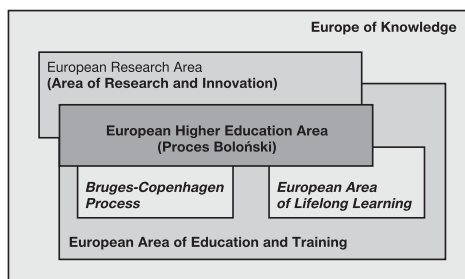 Europe of Knowledge
European Research Area
(Area of Research and Innovation)
European Higher Education Area
(Proces Boloński)
Bruges-Copenhagen
Process
European Area
of Lifelong Learning
European Area of Education and Training